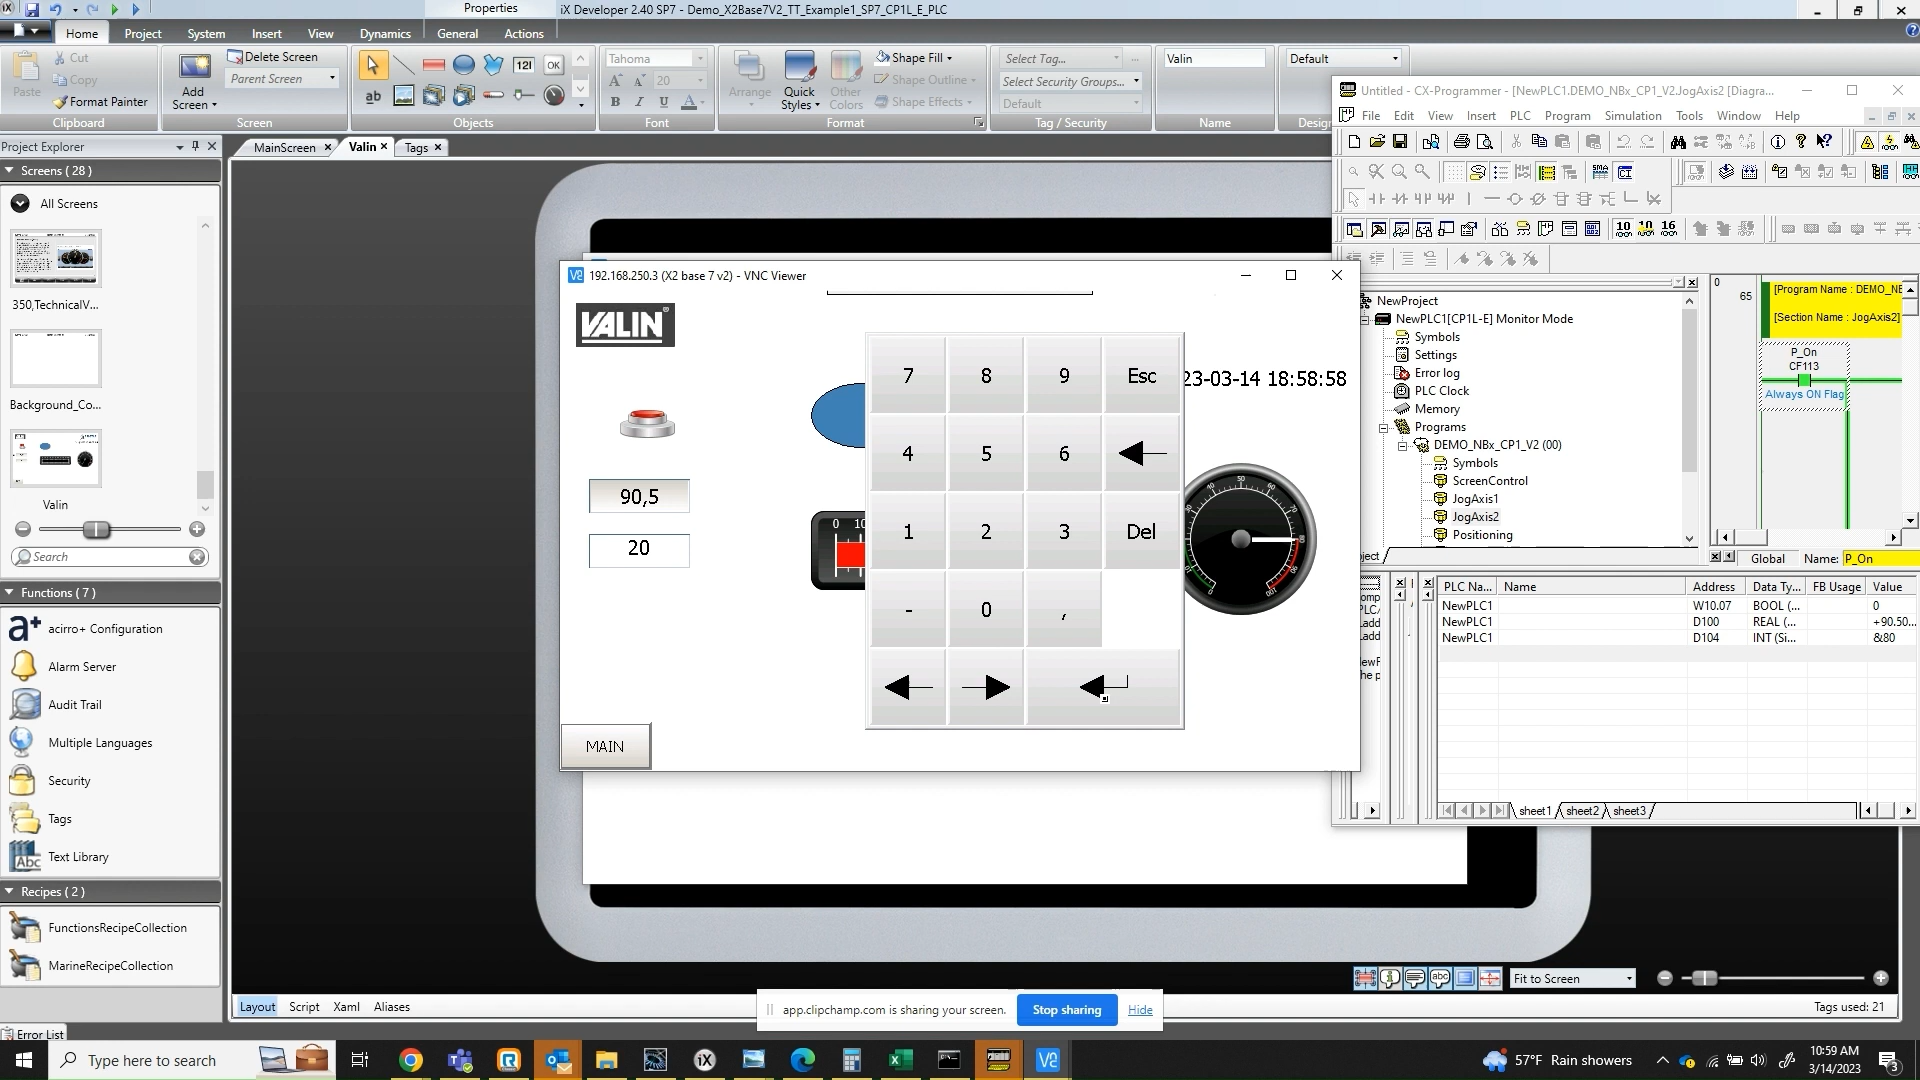 Properties
iX Developer 2.40 SP7 - Demo_X2Base7V2_TT_Example1_SP7_CP1L_E_PLC
Home Project System Insert View Dynamics General Actions
Paste
Cut
Copy
Format Painter
Clipboard
Add
Screen
Delete Screen
Parent Screen
Screen
ab
OK
Objects
Tahoma
20
B I U A
Font
Arrange
Quick
Styles
Other
Colors
Shape Fill
Shape Outline
Shape Effects
Format
Select Tag...
Select Security Groups...
Default
Tag / Security
Valin
Name
Default
Desig
Project Explorer
Screens ( 28 )
All Screens
350,TechnicalV...
Background_Co...
Valin
Search
Functions ( 7 )
acirro+ Configuration
Alarm Server
Audit Trail
Multiple Languages
Security
Tags
Text Library
Recipes ( 2 )
FunctionsRecipeCollection
MarineRecipeCollection
Error List
MainScreen
Valin
Tags
192.168.250.3 (X2 base 7 v2) - VNC Viewer
VALIN
23-03-14 18:58:58
90,5
20
0 10
7 8 9 Esc
4 5 6
1 2 3 Del
- 0 ,
MAIN
Layout Script Xaml Aliases
Fit to Screen
Tags used: 21
Untitled - CX-Programmer - [NewPLC1.DEMO_NBx_CP1_V2.JogAxis2 [Diagra...
File Edit View Insert PLC Program Simulation Tools Window Help
NewProject
NewPLC1[CP1L-E] Monitor Mode
Symbols
Settings
Error log
PLC Clock
Memory
Programs
DEMO_NBx_CP1_V2 (00)
Symbols
ScreenControl
JogAxis1
JogAxis2
Positioning
0
65
[Program Name : DEMO_NE
[Section Name : JogAxis2]
P_On
CF113
Always ON Flag
Global Name: P_On
PLC Na... Name Address Data Ty... FB Usage Value
NewPLC1 W10.07 BOOL (... 0
NewPLC1 D100 REAL (... +90.50...
NewPLC1 D104 INT (Si... &80
sheet1 sheet2 sheet3
app.clipchamp.com is sharing your screen. Stop sharing Hide
Type here to search
57°F Rain showers
10:59 AM
3/14/2023
3